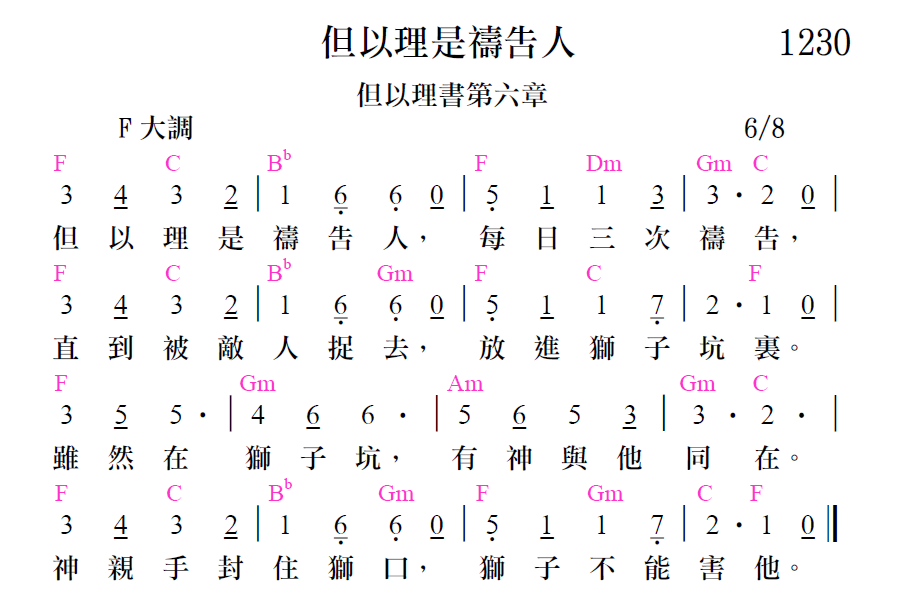 但以理是禱告人 1230
但以理書第六章
F 大調 6/8
F C B♭ F Dm Gm C
3 4 3 2 | 1 6 6 0 | 5 1 1 3 | 3 · 2 0 |
但以理是禱告人，每日三次禱告，
F C B♭ Gm F C F
3 4 3 2 | 1 6 6 0 | 5 1 1 7 | 2 · 1 0 |
直到被敵人捉去，放進獅子坑裏。
F Gm Am Gm C
3 5 5 · | 4 6 6 · | 5 6 5 3 | 3 · 2 · |
雖然在獅子坑，有神與他同在。
F C B♭ Gm F Gm C F
3 4 3 2 | 1 6 6 0 | 5 1 1 7 | 2 · 1 0 ‖
神親手封住獅口，獅子不能害他。